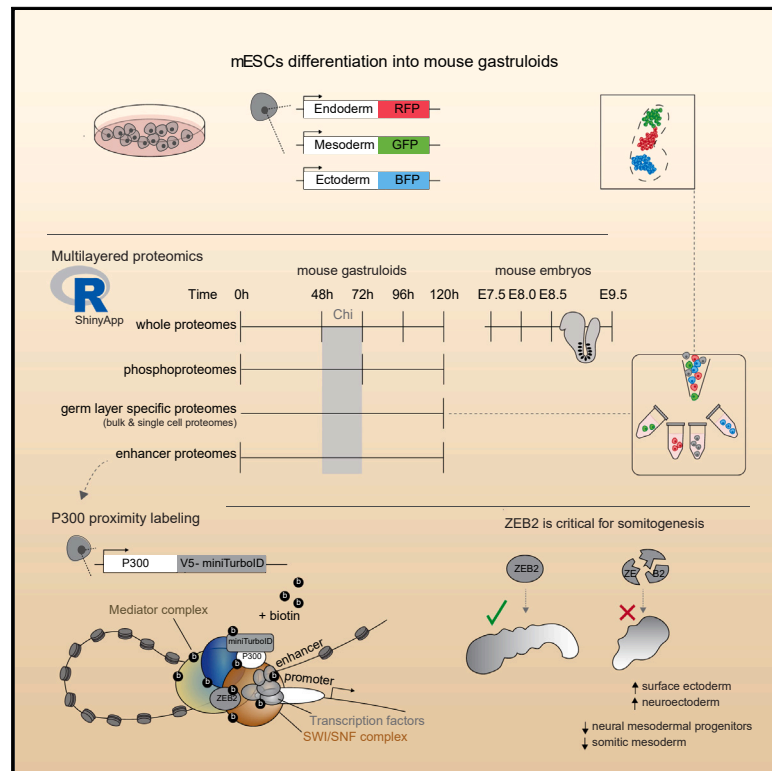 mESCs differentiation into mouse gastruloids
Endoderm RFP
Mesoderm GFP
Ectoderm BFP
Multilayered proteomics
R
ShinyApp
mouse gastruloids
mouse embryos
Time 0h 48h 72h 96h 120h E7.5 E8.0 E8.5 E9.5
Chi
whole proteomes
phosphoproteomes
germ layer specific proteomes
(bulk & single cell proteomes)
enhancer proteomes
P300 proximity labeling
P300 V5- miniTurboID
b
b
b
b
+ biotin
Mediator complex
b
miniTurboID
b
P300
b
b
b
b
b
b
b
b
enhancer
promoter
ZEB2
Transcription factors
SWI/SNF complex
ZEB2 is critical for somitogenesis
ZEB2
ZE B2
surface ectoderm
neuroectoderm
neural mesodermal progenitors
somitic mesoderm